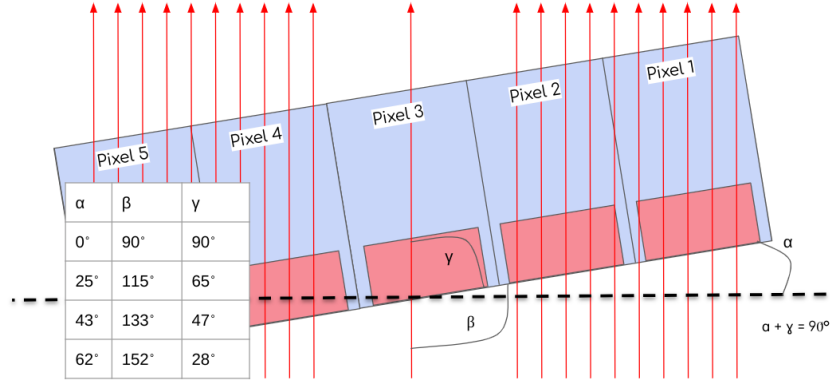 Pixel 1
Pixel 2
Pixel 3
Pixel 4
Pixel 5
α β γ
0° 90° 90°
25° 115° 65°
43° 133° 47°
62° 152° 28°
γ
β
α
α + ɣ = 90°